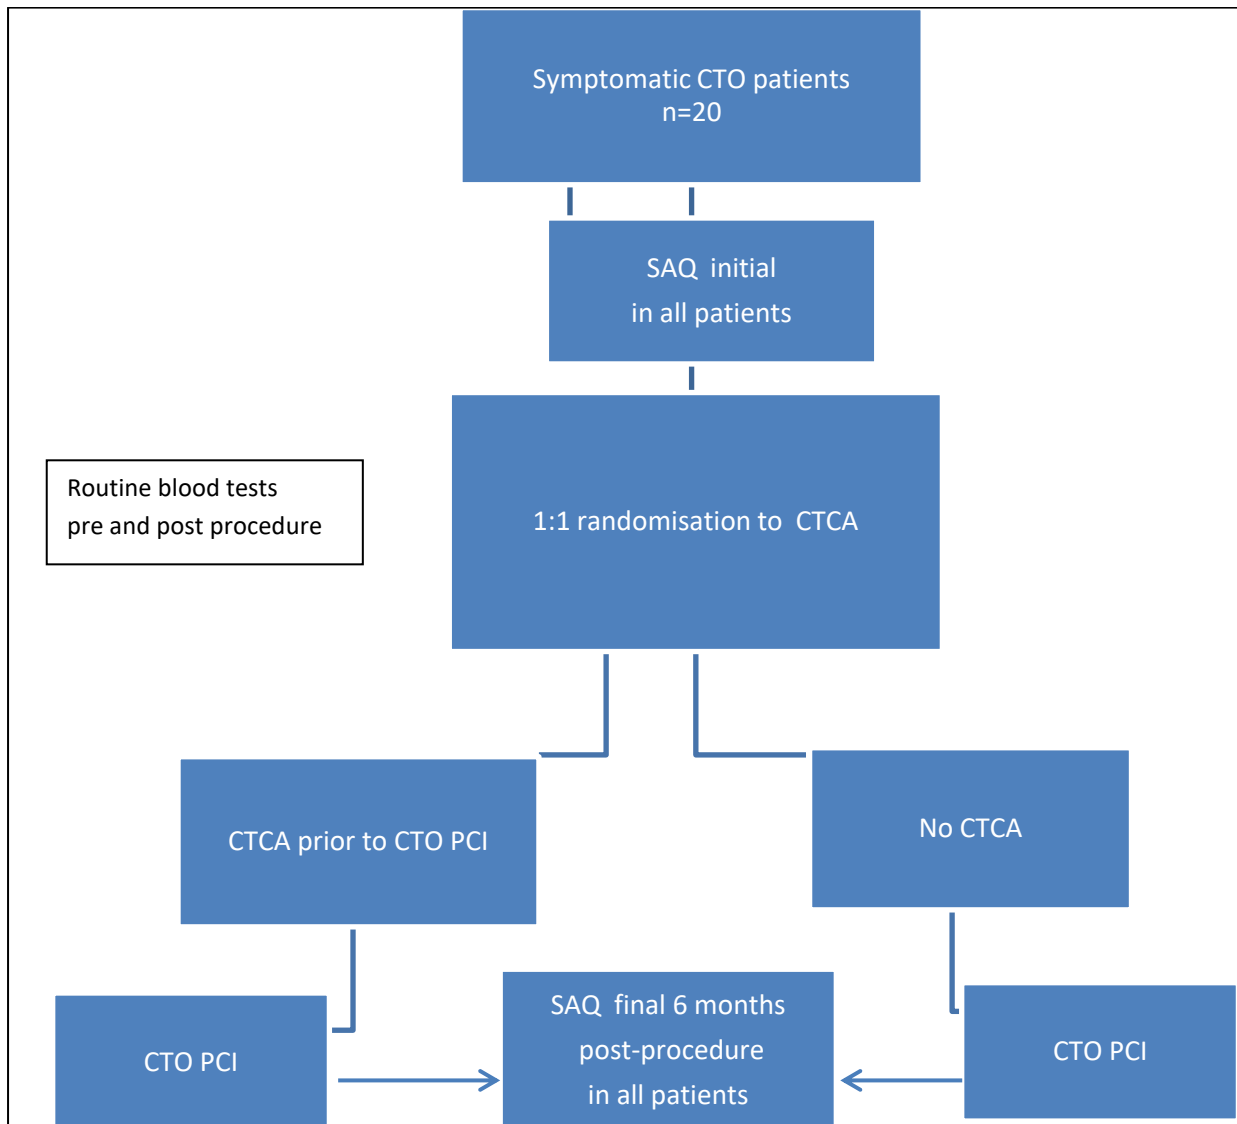 Symptomatic CTO patients
n=20
SAQ initial
in all patients
Routine blood tests
pre and post procedure
1:1 randomisation to CTCA
CTCA prior to CTO PCI
No CTCA
CTO PCI
SAQ final 6 months
post-procedure
in all patients
CTO PCI